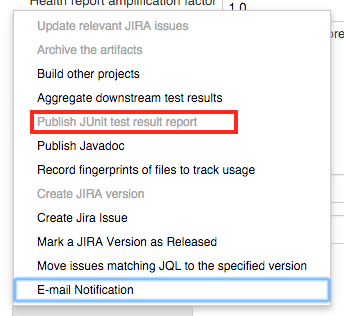 Health report amplification factor
1.0
Update relevant JIRA issues
Archive the artifacts
Build other projects
Aggregate downstream test results
Publish JUnit test result report
Publish Javadoc
Record fingerprints of files to track usage
Create JIRA version
Create Jira Issue
Mark a JIRA Version as Released
Move issues matching JQL to the specified version
E-mail Notification